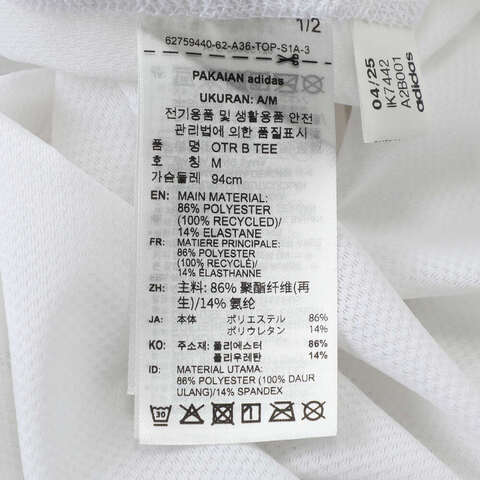 1/2
62759440-62-A36-TOP-S1A-3
PAKAIAN adidas
UKURAN: A/M
전기용품 및 생활용품 안전
관리법에 의한 품질표시
품 명 OTR B TEE
호 칭 M
가슴둘레 94cm
EN: MAIN MATERIAL:
86% POLYESTER
(100% RECYCLED)/
14% ELASTANE
FR: MATIERE PRINCIPALE:
86% POLYESTER
(100% RECYCLÉ)/
14% ÉLASTHANNE
ZH: 主料: 86% 聚酯纤维(再
生)/14% 氨纶
JA: 本体 ポリエステル 86%
ポリウレタン 14%
KO: 주소재: 폴리에스터 86%
폴리우레탄 14%
ID: MATERIAL UTAMA:
86% POLYESTER (100% DAUR
ULANG)/14% SPANDEX
30
04/25
IK7442
A2B001
adidas